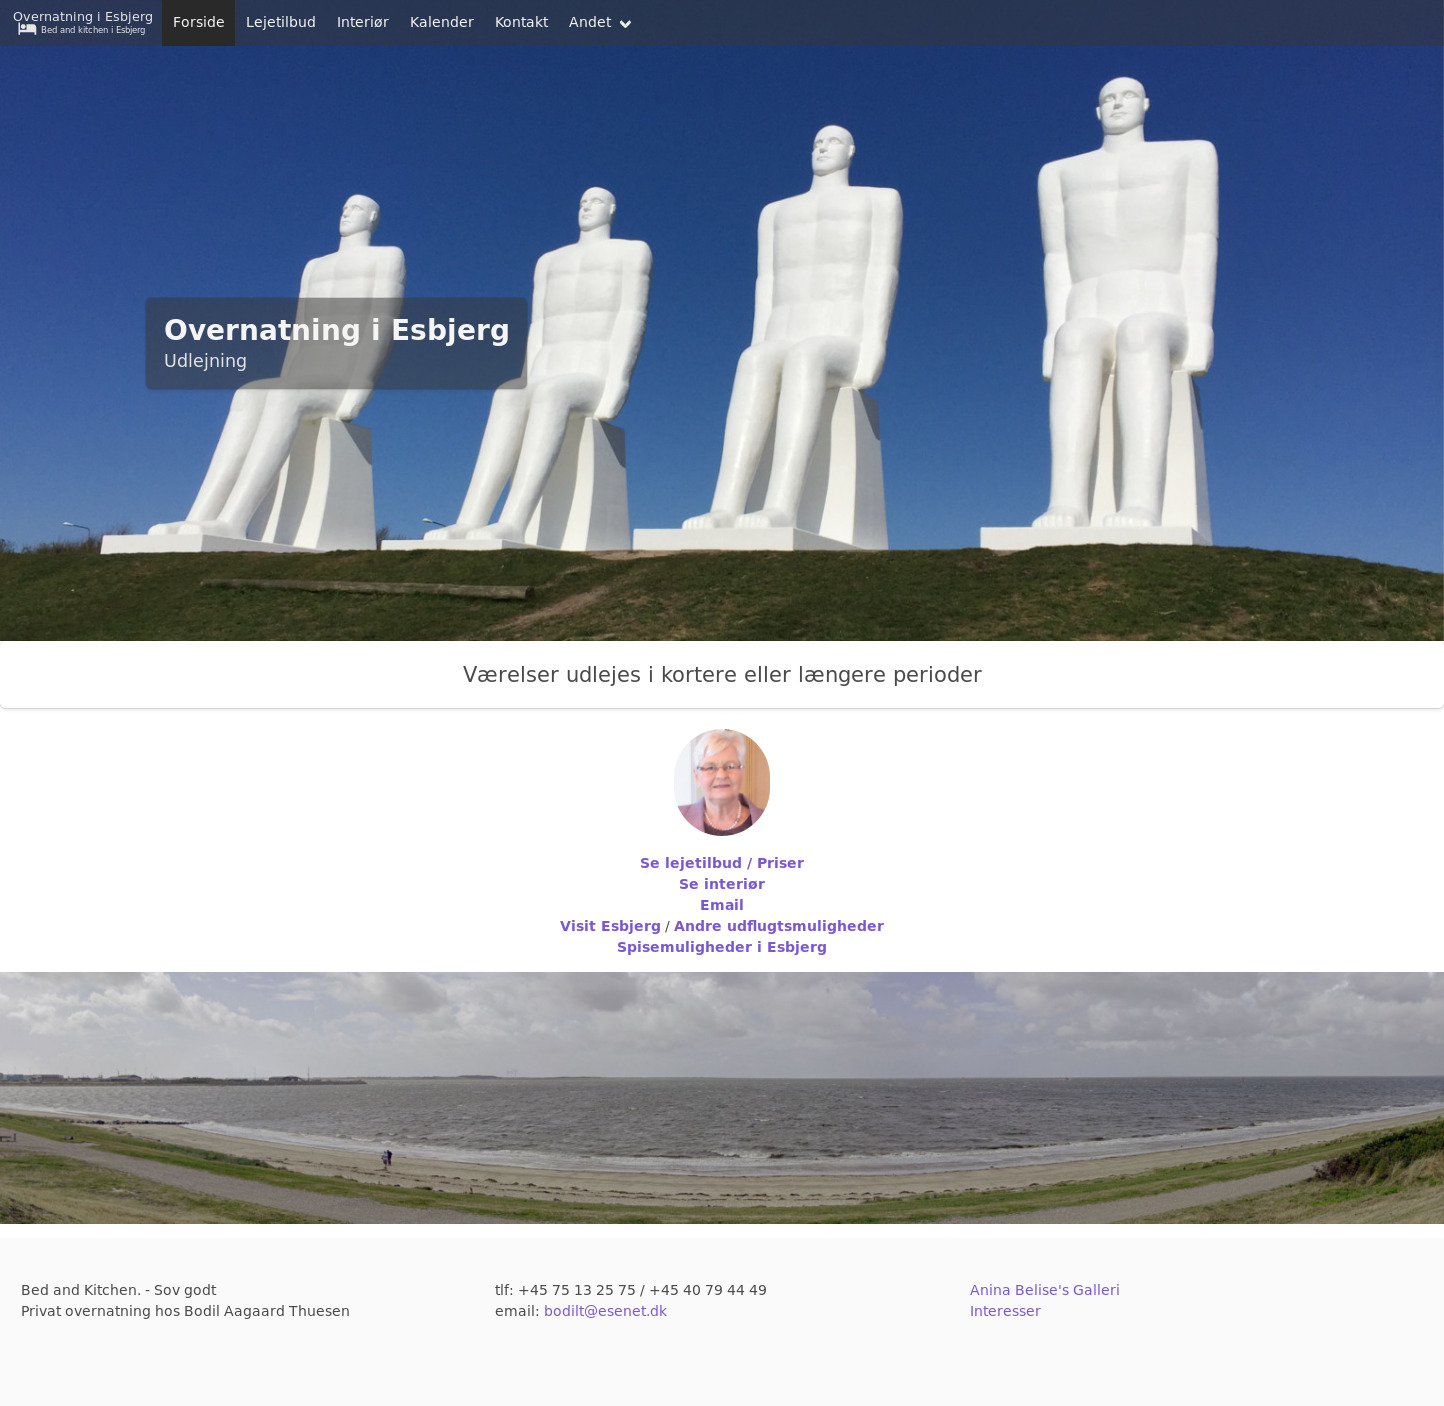 Overnatning i Esbjerg
Bed and kitchen i Esbjerg
Forside
Lejetilbud
Interiør
Kalender
Kontakt
Andet
Overnatning i Esbjerg
Udlejning
Værelser udlejes i kortere eller længere perioder
Se lejetilbud / Priser
Se interiør
Email
Visit Esbjerg / Andre udflugtsmuligheder
Spisemuligheder i Esbjerg
Bed and Kitchen. - Sov godt
Privat overnatning hos Bodil Aagaard Thuesen
tlf: +45 75 13 25 75 / +45 40 79 44 49
email: bodilt@esenet.dk
Anina Belise's Galleri
Interesser